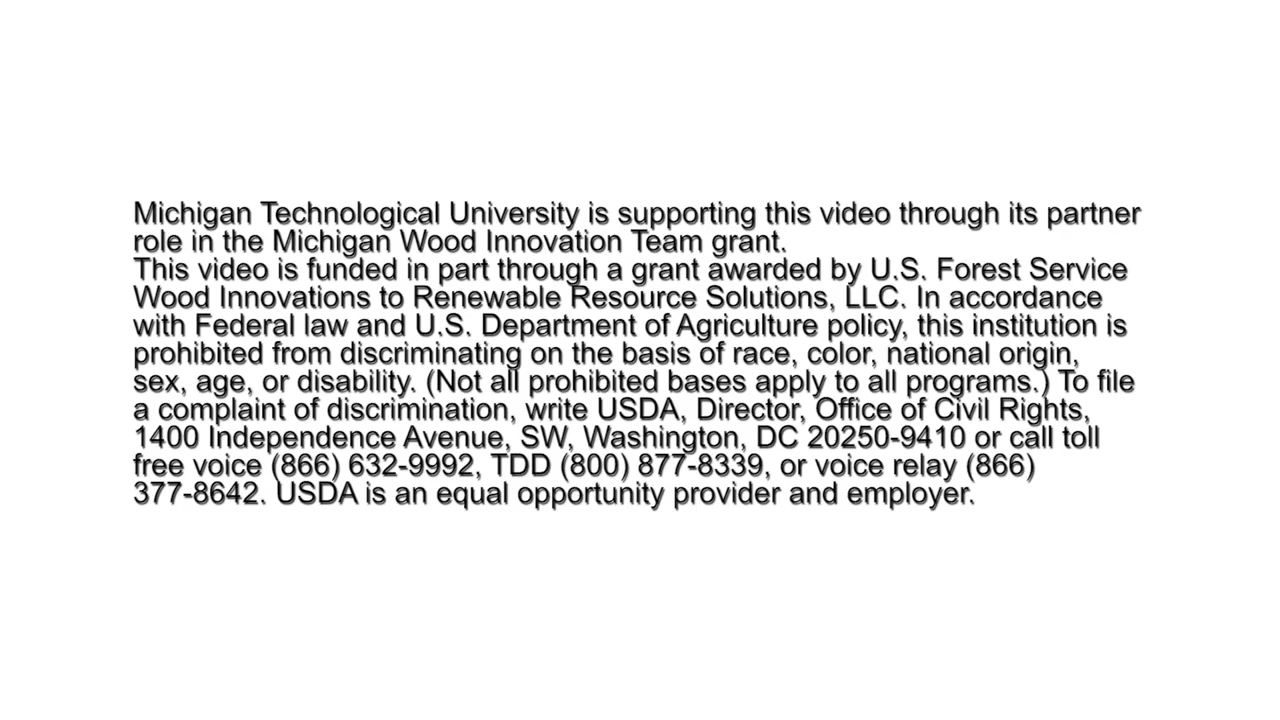 Michigan Technological University is supporting this video through its partner
role in the Michigan Wood Innovation Team grant.
This video is funded in part through a grant awarded by U.S. Forest Service
Wood Innovations to Renewable Resource Solutions, LLC. In accordance
with Federal law and U.S. Department of Agriculture policy, this institution is
prohibited from discriminating on the basis of race, color, national origin,
sex, age, or disability. (Not all prohibited bases apply to all programs.) To file
a complaint of discrimination, write USDA, Director, Office of Civil Rights,
1400 Independence Avenue, SW, Washington, DC 20250-9410 or call toll
free voice (866) 632-9992, TDD (800) 877-8339, or voice relay (866)
377-8642. USDA is an equal opportunity provider and employer.